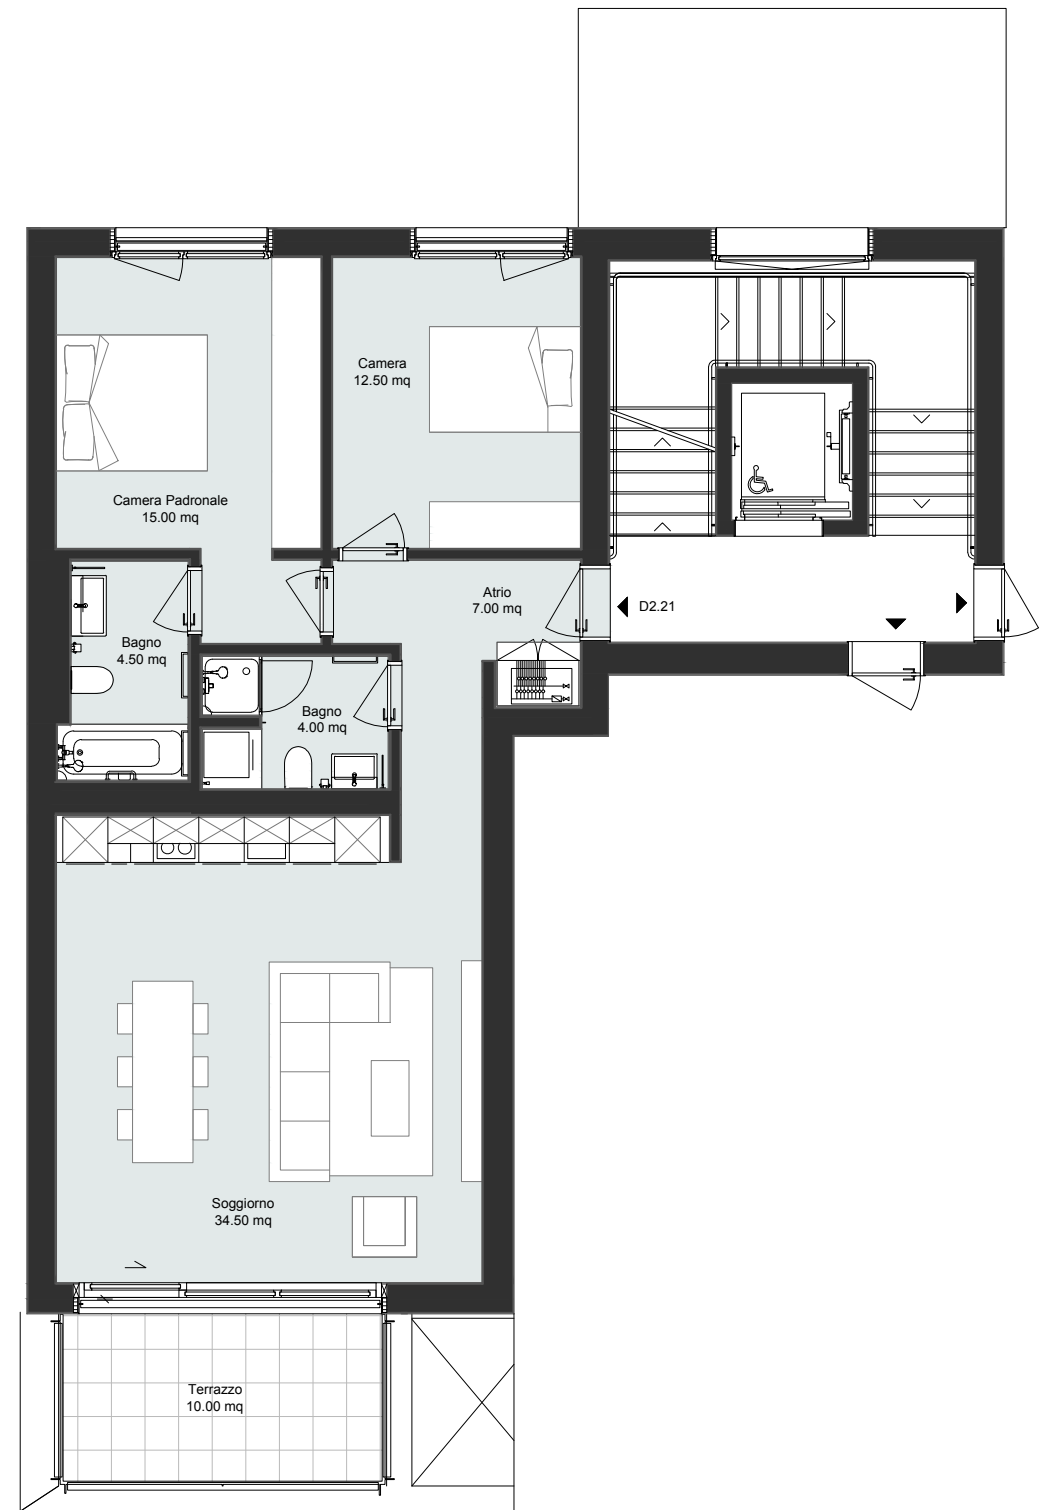 Camera
12.50 mq
Camera Padronale
15.00 mq
Atrio
7.00 mq
D2.21
Bagno
4.50 mq
Bagno
4.00 mq
Soggiorno
34.50 mq
Terrazzo
10.00 mq